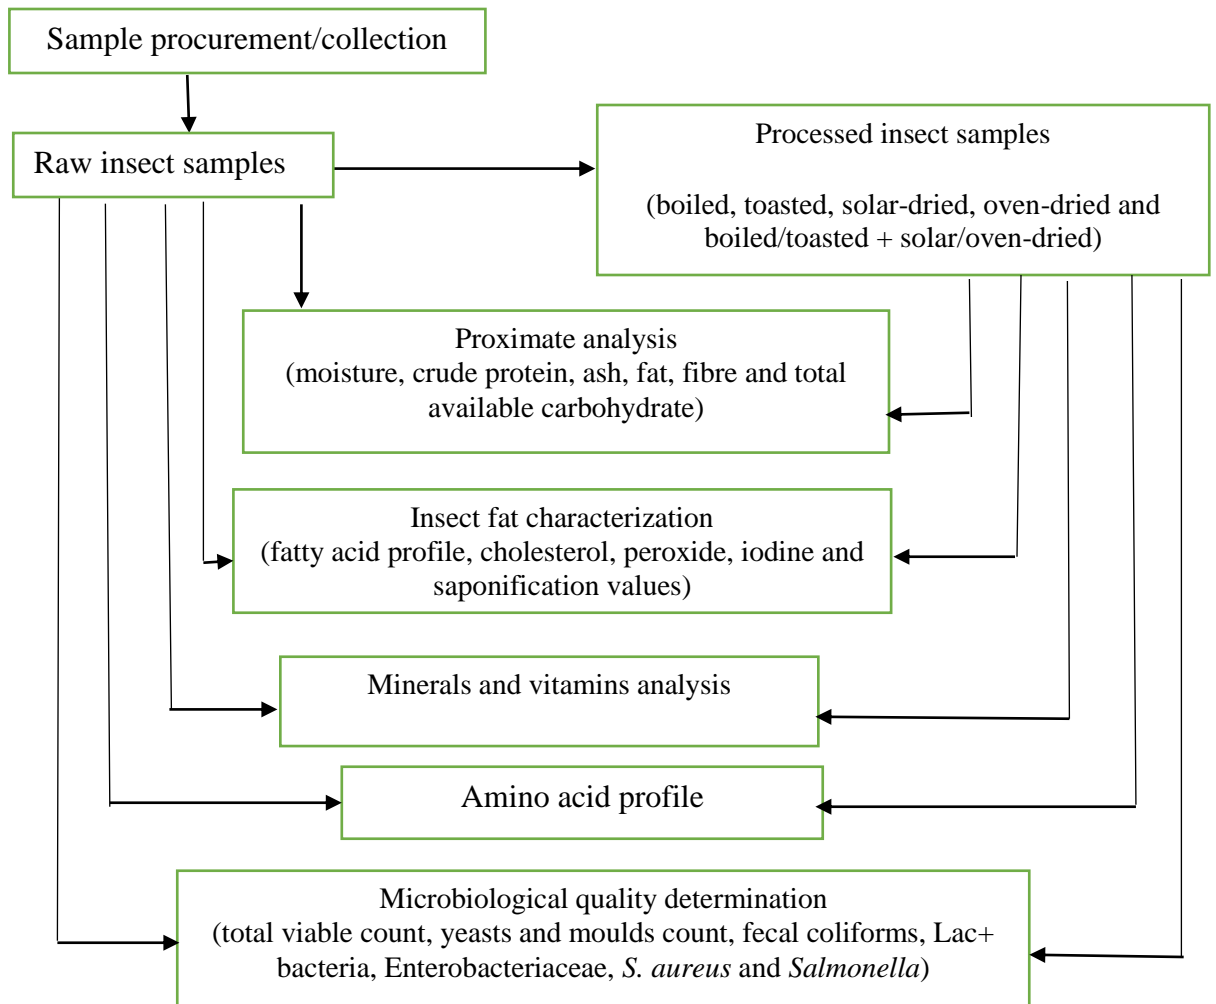 Sample procurement/collection
Raw insect samples
Processed insect samples
(boiled, toasted, solar-dried, oven-dried and
boiled/toasted + solar/oven-dried)
Proximate analysis
(moisture, crude protein, ash, fat, fibre and total
available carbohydrate)
Insect fat characterization
(fatty acid profile, cholesterol, peroxide, iodine and
saponification values)
Minerals and vitamins analysis
Amino acid profile
Microbiological quality determination
(total viable count, yeasts and moulds count, fecal coliforms, Lac+
bacteria, Enterobacteriaceae, S. aureus and Salmonella)